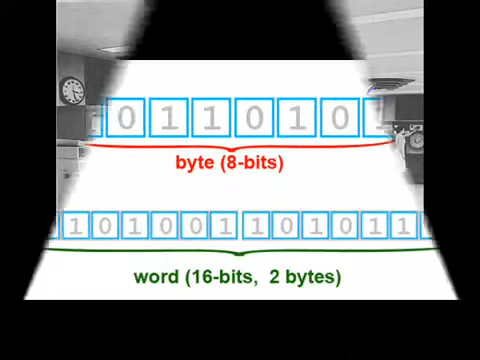 0 1 1 0 1 0
byte (8-bits)
1 0 1 0 0 1 1 0 1 0 1 1
word (16-bits, 2 bytes)